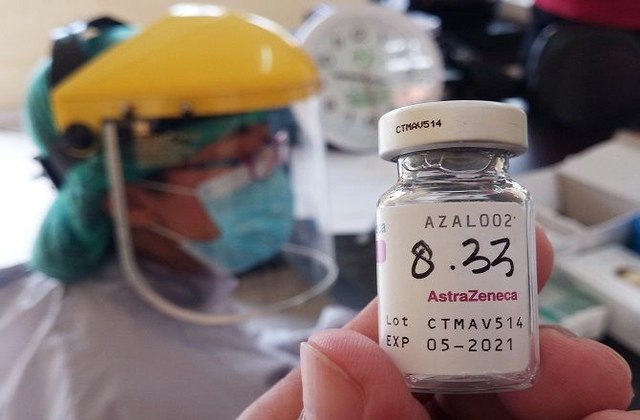 CTMAV514
AZAL002
8.33
AstraZeneca
Lot CTMAV514
EXP 05-2021